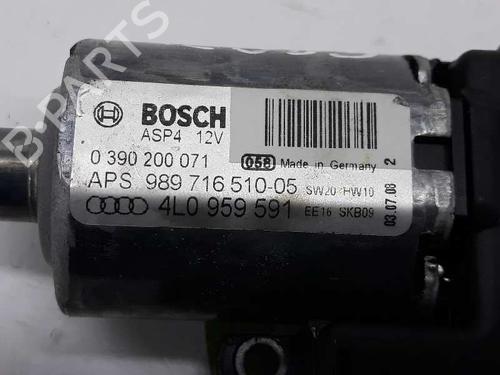 B-PARTS
BOSCH
ASP4 12V
0 390 200 071
058 Made in Germany 2
APS 989 716 510-05 SW20 HW10
4L0 959 591 EE16 SKB09
03.07.08